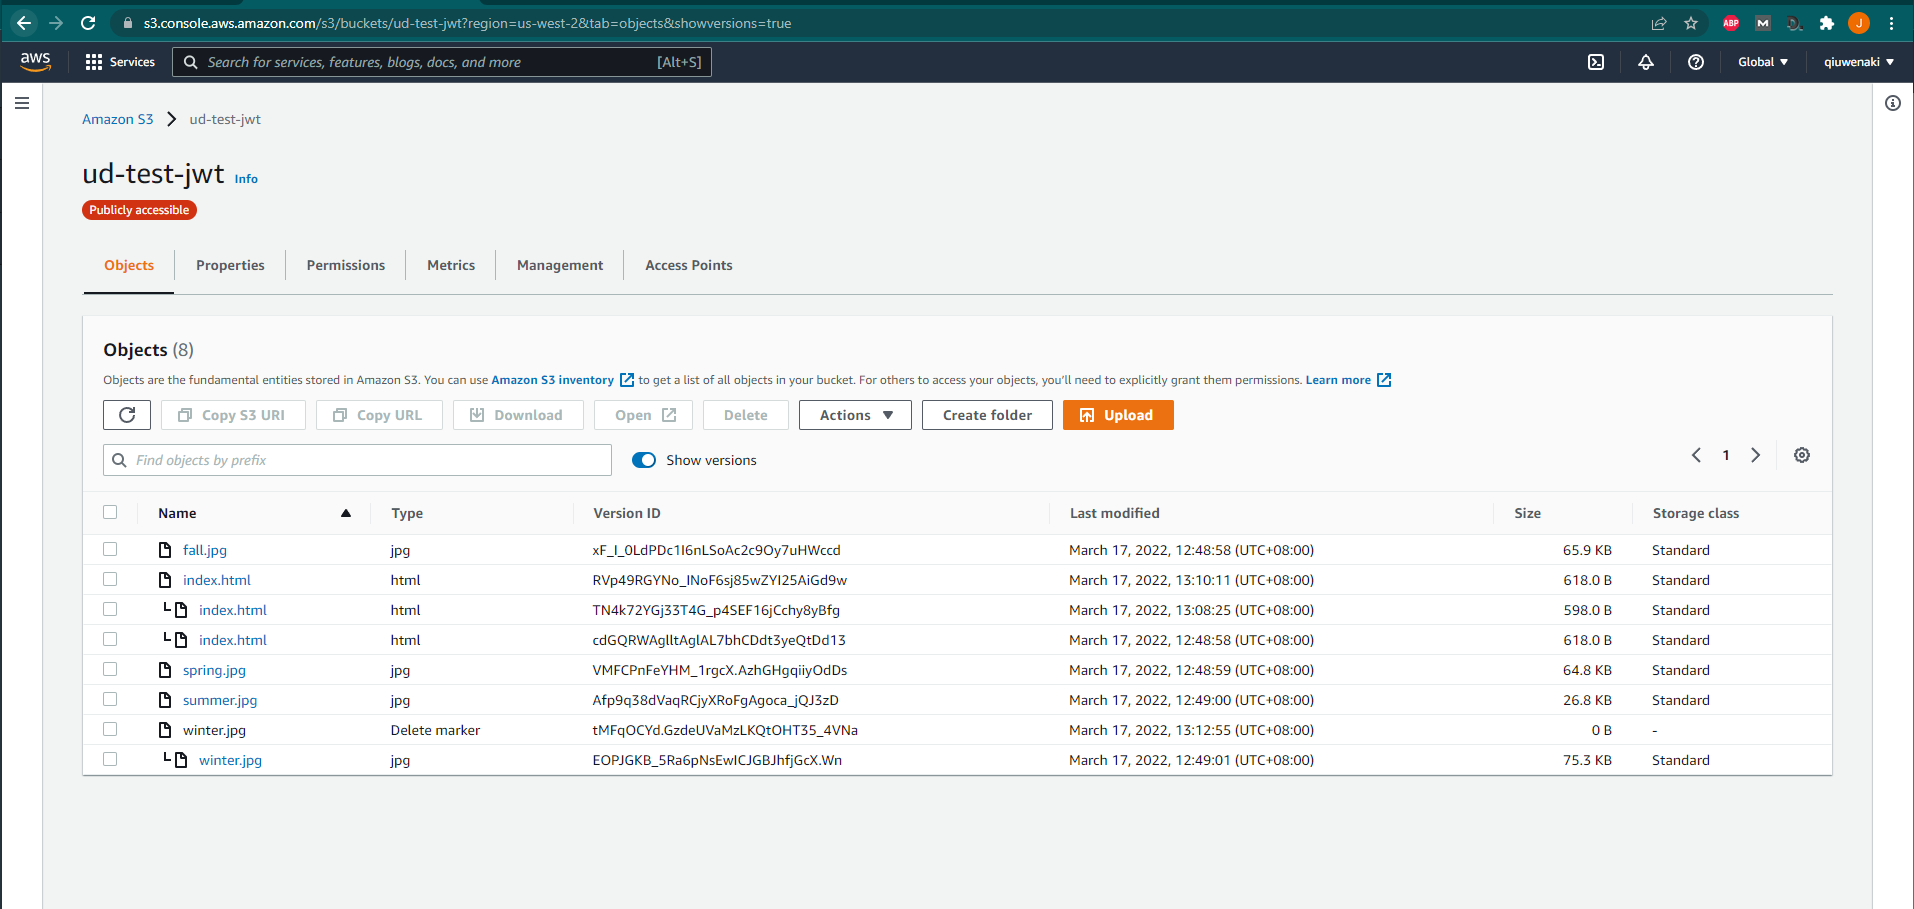 s3.console.aws.amazon.com/s3/buckets/ud-test-jwt?region=us-west-2&tab=objects&showversions=true
ABP M J
aws Services Search for services, features, blogs, docs, and more [Alt+S] Global qiuwenaki
Amazon S3 ud-test-jwt
ud-test-jwt Info
Publicly accessible
Objects Properties Permissions Metrics Management Access Points
Objects (8)
Objects are the fundamental entities stored in Amazon S3. You can use Amazon S3 inventory to get a list of all objects in your bucket. For others to access your objects, you'll need to explicitly grant them permissions. Learn more
Copy S3 URI Copy URL Download Open Delete Actions Create folder Upload
Find objects by prefix Show versions 1
Name Type Version ID Last modified Size Storage class
fall.jpg jpg xF_I_0LdPDc1I6nLSoAc2c9Oy7uHWccd March 17, 2022, 12:48:58 (UTC+08:00) 65.9 KB Standard
index.html html RVp49RGYNo_INoF6sj85wZYI25AiGd9w March 17, 2022, 13:10:11 (UTC+08:00) 618.0 B Standard
index.html html TN4k72YGj33T4G_p4SEF16jCchy8yBfg March 17, 2022, 13:08:25 (UTC+08:00) 598.0 B Standard
index.html html cdGQRWAglltAglAL7bhCDdt3yeQtDd13 March 17, 2022, 12:48:58 (UTC+08:00) 618.0 B Standard
spring.jpg jpg VMFCPnFeYHM_1rgcX.AzhGHgqiiyOdDs March 17, 2022, 12:48:59 (UTC+08:00) 64.8 KB Standard
summer.jpg jpg Afp9q38dVaqRCjyXRoFgAgoca_jQJ3zD March 17, 2022, 12:49:00 (UTC+08:00) 26.8 KB Standard
winter.jpg Delete marker tMFqOCYd.GzdeUVaMzLKQtOHT35_4VNa March 17, 2022, 13:12:55 (UTC+08:00) 0 B -
winter.jpg jpg EOPJGKB_5Ra6pNsEwICJGBJhfjGcX.Wn March 17, 2022, 12:49:01 (UTC+08:00) 75.3 KB Standard